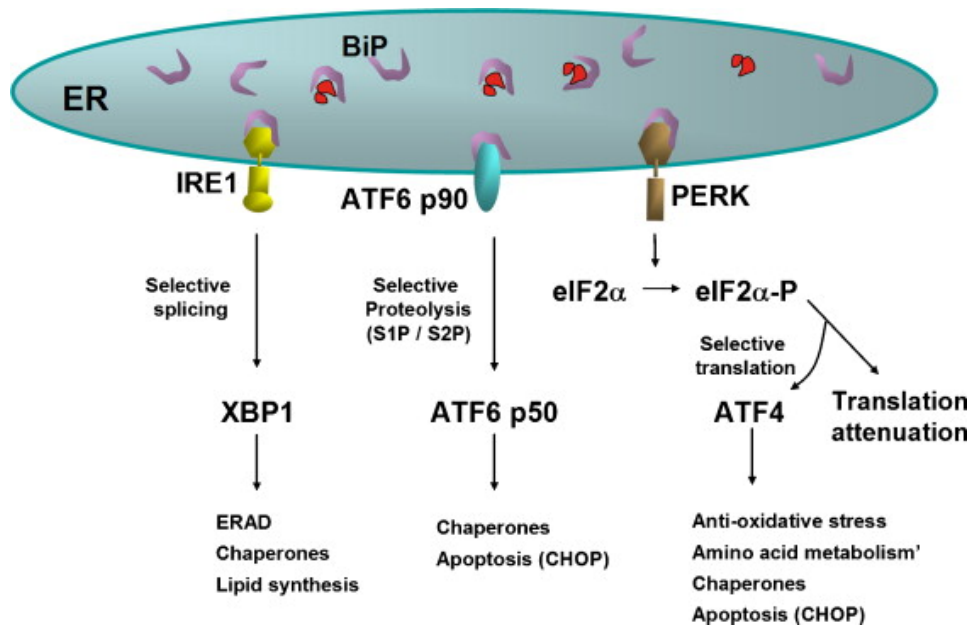 BiP
ER
IRE1
ATF6 p90
PERK
Selective
splicing
Selective
Proteolysis
(S1P / S2P)
eIF2α
eIF2α-P
Selective
translation
XBP1
ATF6 p50
ATF4
Translation
attenuation
ERAD
Chaperones
Lipid synthesis
Chaperones
Apoptosis (CHOP)
Anti-oxidative stress
Amino acid metabolism’
Chaperones
Apoptosis (CHOP)